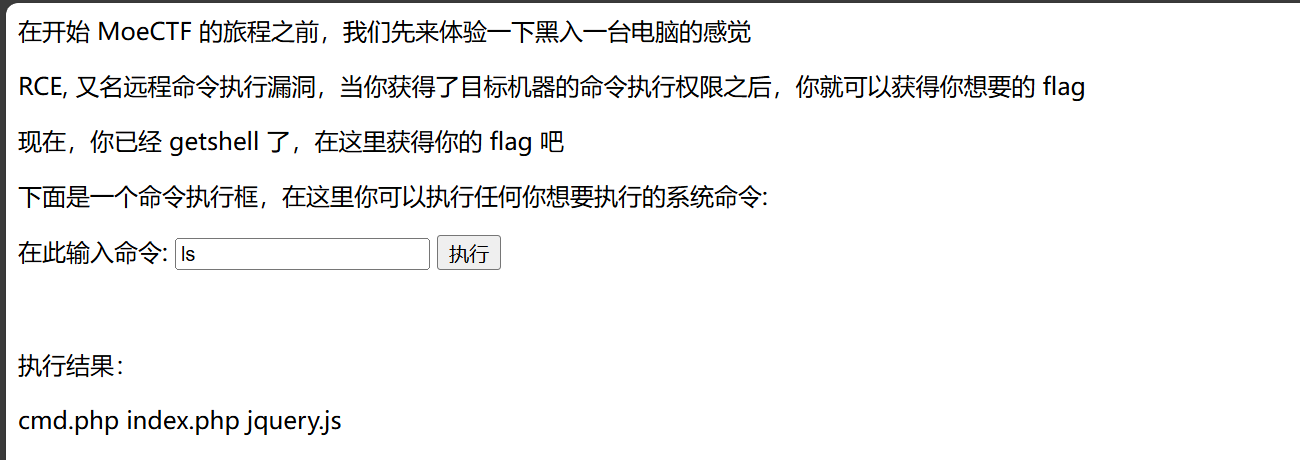 在开始 MoeCTF 的旅程之前，我们先来体验一下黑入一台电脑的感觉
RCE, 又名远程命令执行漏洞，当你获得了目标机器的命令执行权限之后，你就可以获得你想要的 flag
现在，你已经 getshell 了，在这里获得你的 flag 吧
下面是一个命令执行框，在这里你可以执行任何你想要执行的系统命令:
在此输入命令: ls 执行
执行结果：
cmd.php index.php jquery.js